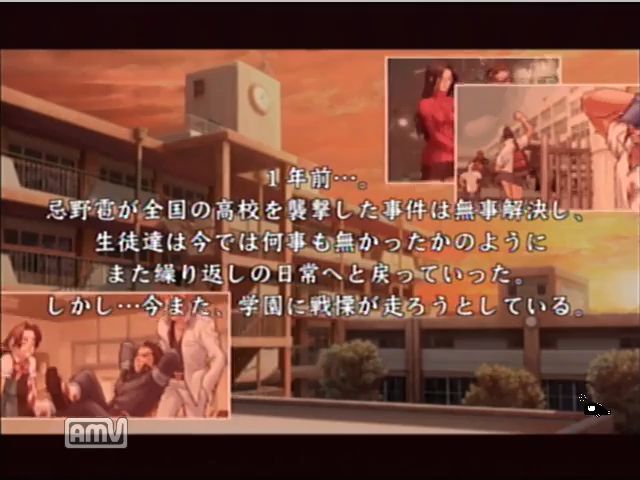 1年前…。
忌野雹が全国の高校を襲撃した事件は無事解決し、
生徒達は今では何事も無かったかのように
また繰り返しの日常へと戻っていった。
しかし…今また、学園に戦慄が走ろうとしている。
AMV